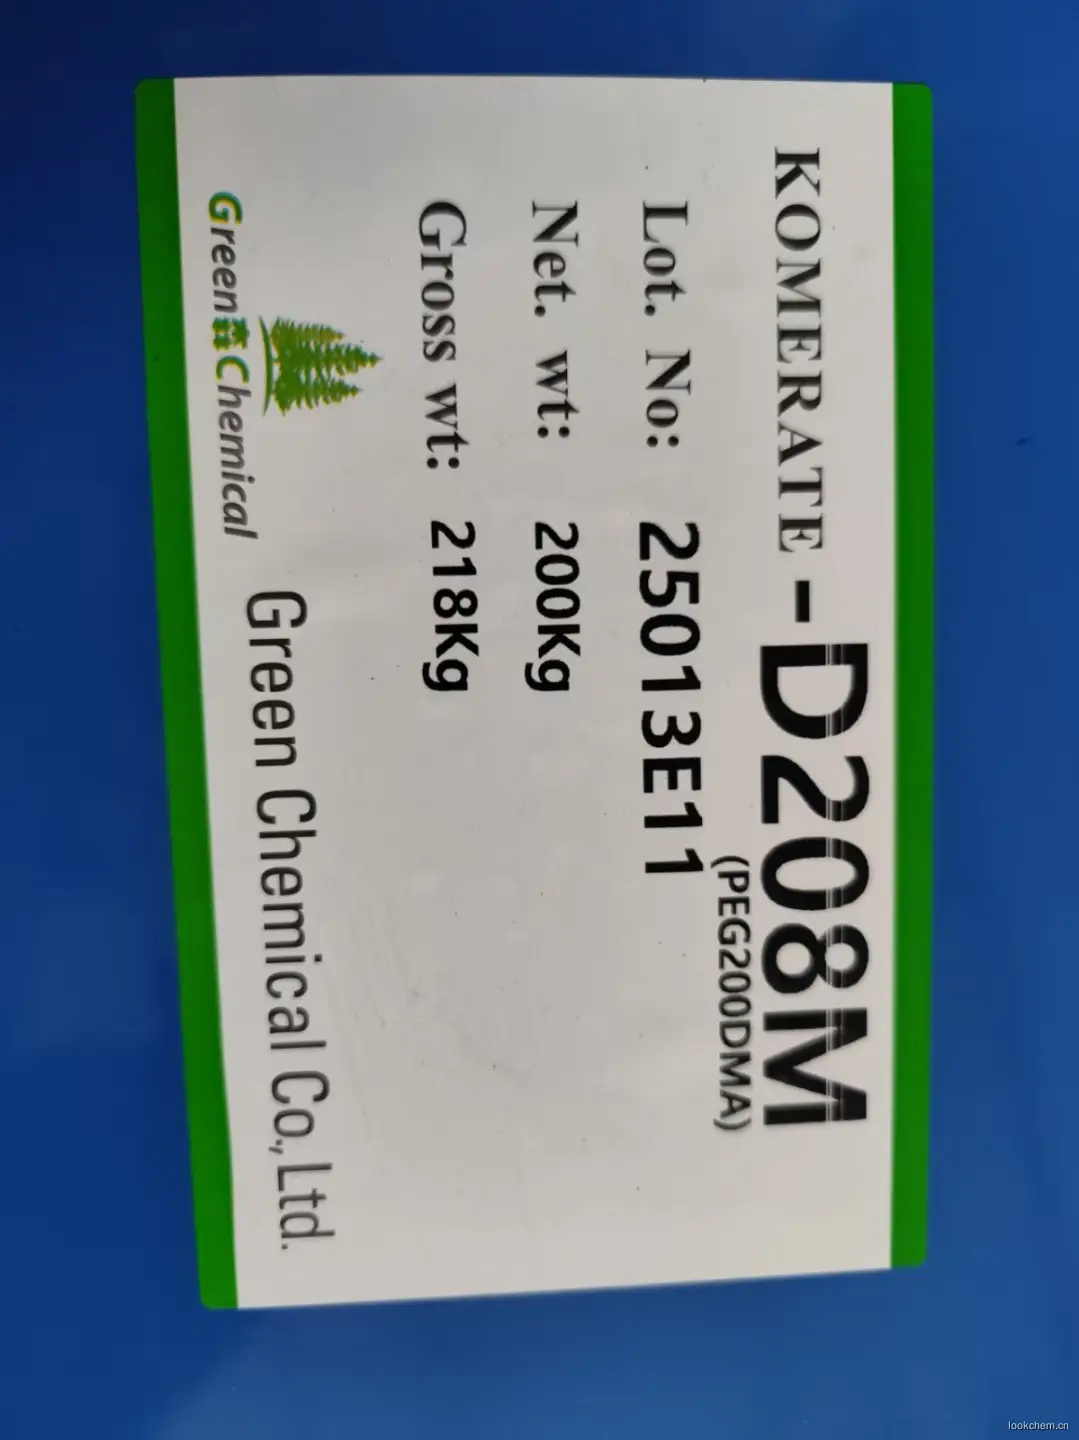 KOMERATE-D208M
(PEG200DMA)
Lot. No: 25013E11
Net. wt: 200Kg
Gross wt: 218Kg
Green Chemical
Green Chemical Co., Ltd.
lookchem.cn